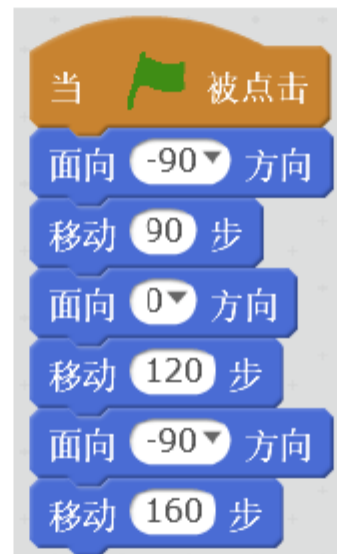 当 被点击
面向 -90 方向
移动 90 步
面向 0 方向
移动 120 步
面向 -90 方向
移动 160 步